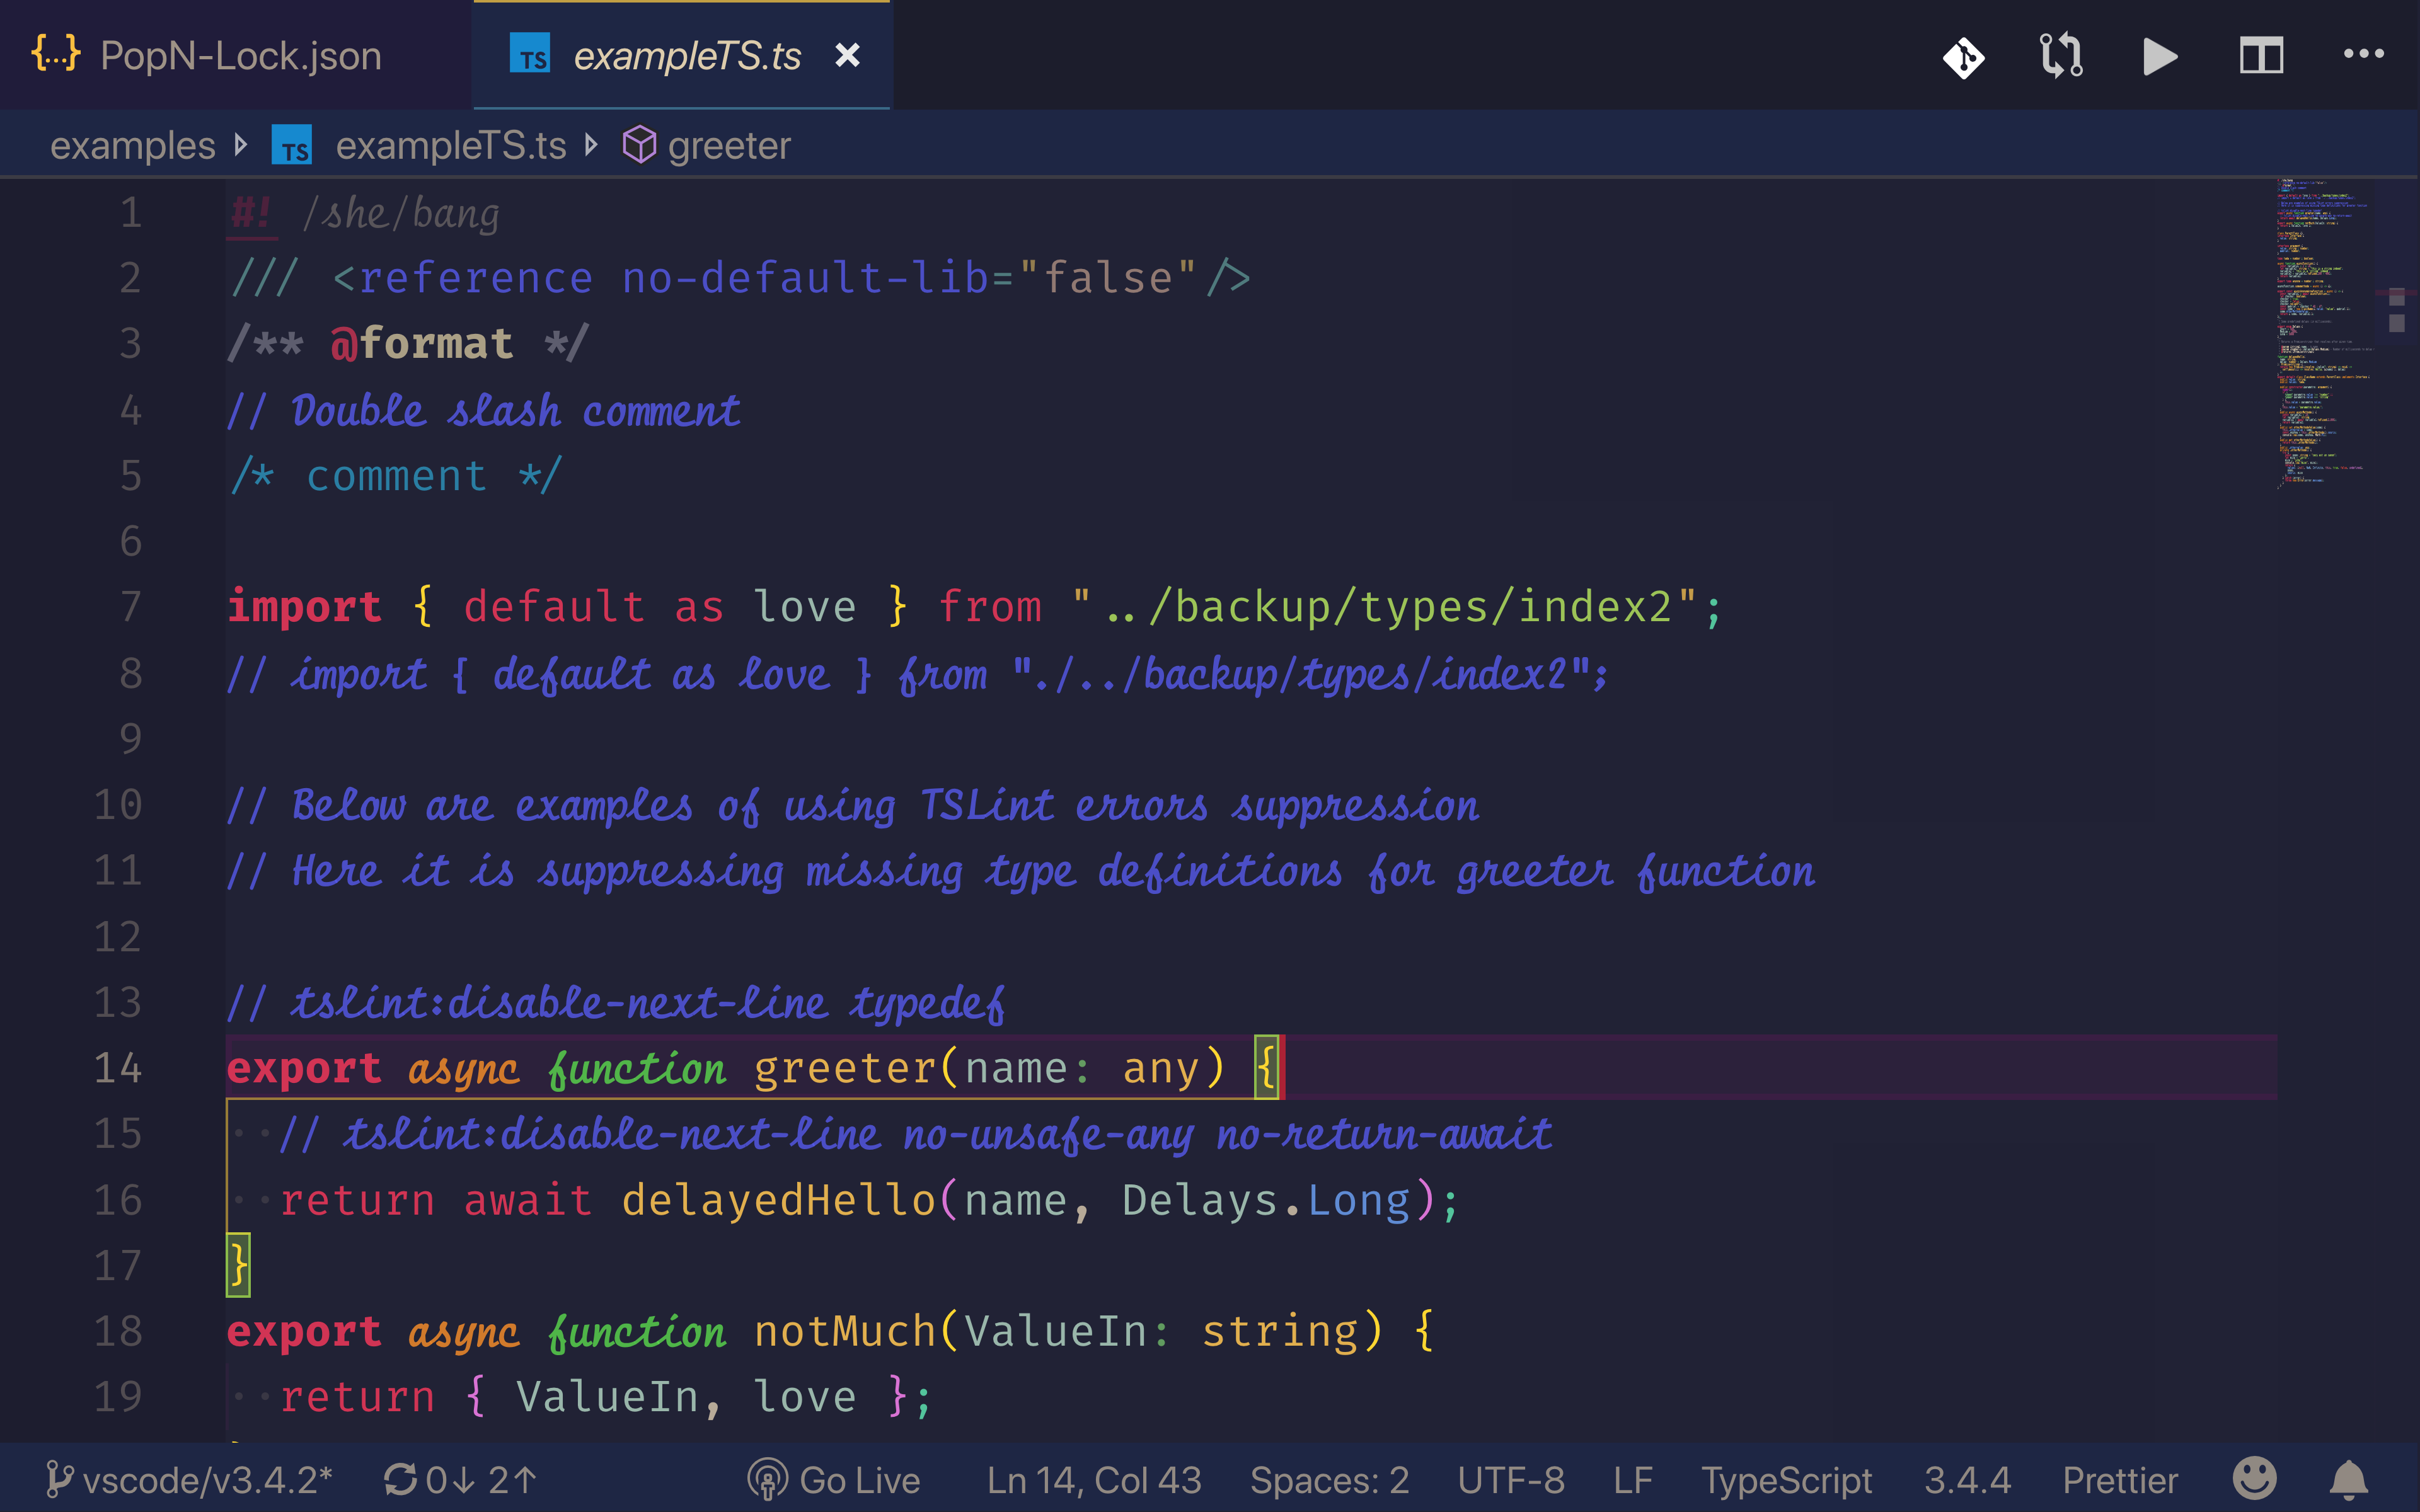 {...} PopN-Lock.json TS exampleTS.ts ×
examples TS exampleTS.ts greeter
1 #! /she/bang
2 /// <reference no-default-lib="false"/>
3 /** @format */
4 // Double slash comment
5 /* comment */
6
7 import { default as love } from "../backup/types/index2";
8 // import { default as love } from "./../backup/types/index2";
9
10 // Below are examples of using TSLint errors suppression
11 // Here it is suppressing missing type definitions for greeter function
12
13 // tslint:disable-next-line typedef
14 export async function greeter(name: any) {
15 // tslint:disable-next-line no-unsafe-any no-return-await
16 return await delayedHello(name, Delays.Long);
17 }
18 export async function notMuch(ValueIn: string) {
19 return { ValueIn, love };
vscode/v3.4.2* 0↓ 2↑ Go Live Ln 14, Col 43 Spaces: 2 UTF-8 LF TypeScript 3.4.4 Prettier